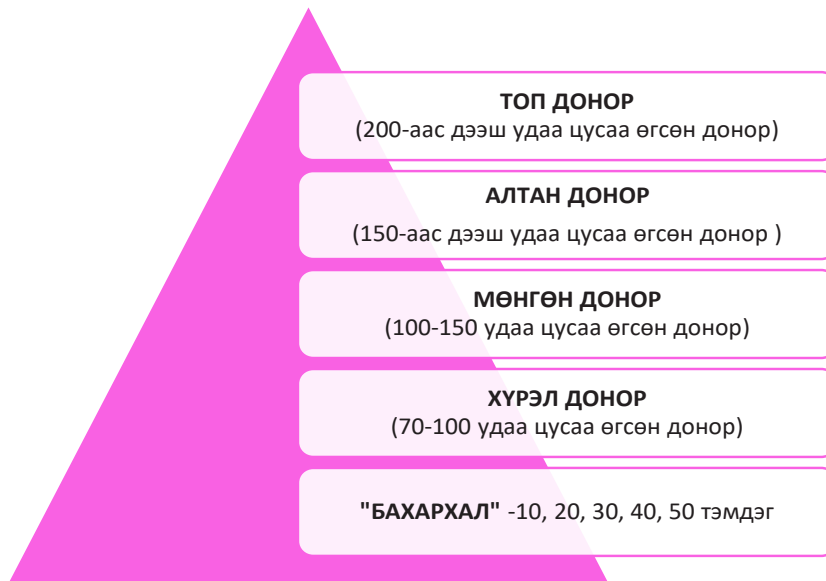 ТОП ДОНОР
(200-аас дээш удаа цусаа өгсөн донор)
АЛТАН ДОНОР
(150-аас дээш удаа цусаа өгсөн донор )
МӨНГӨН ДОНОР
(100-150 удаа цусаа өгсөн донор)
ХҮРЭЛ ДОНОР
(70-100 удаа цусаа өгсөн донор)
"БАХАРХАЛ" -10, 20, 30, 40, 50 тэмдэг